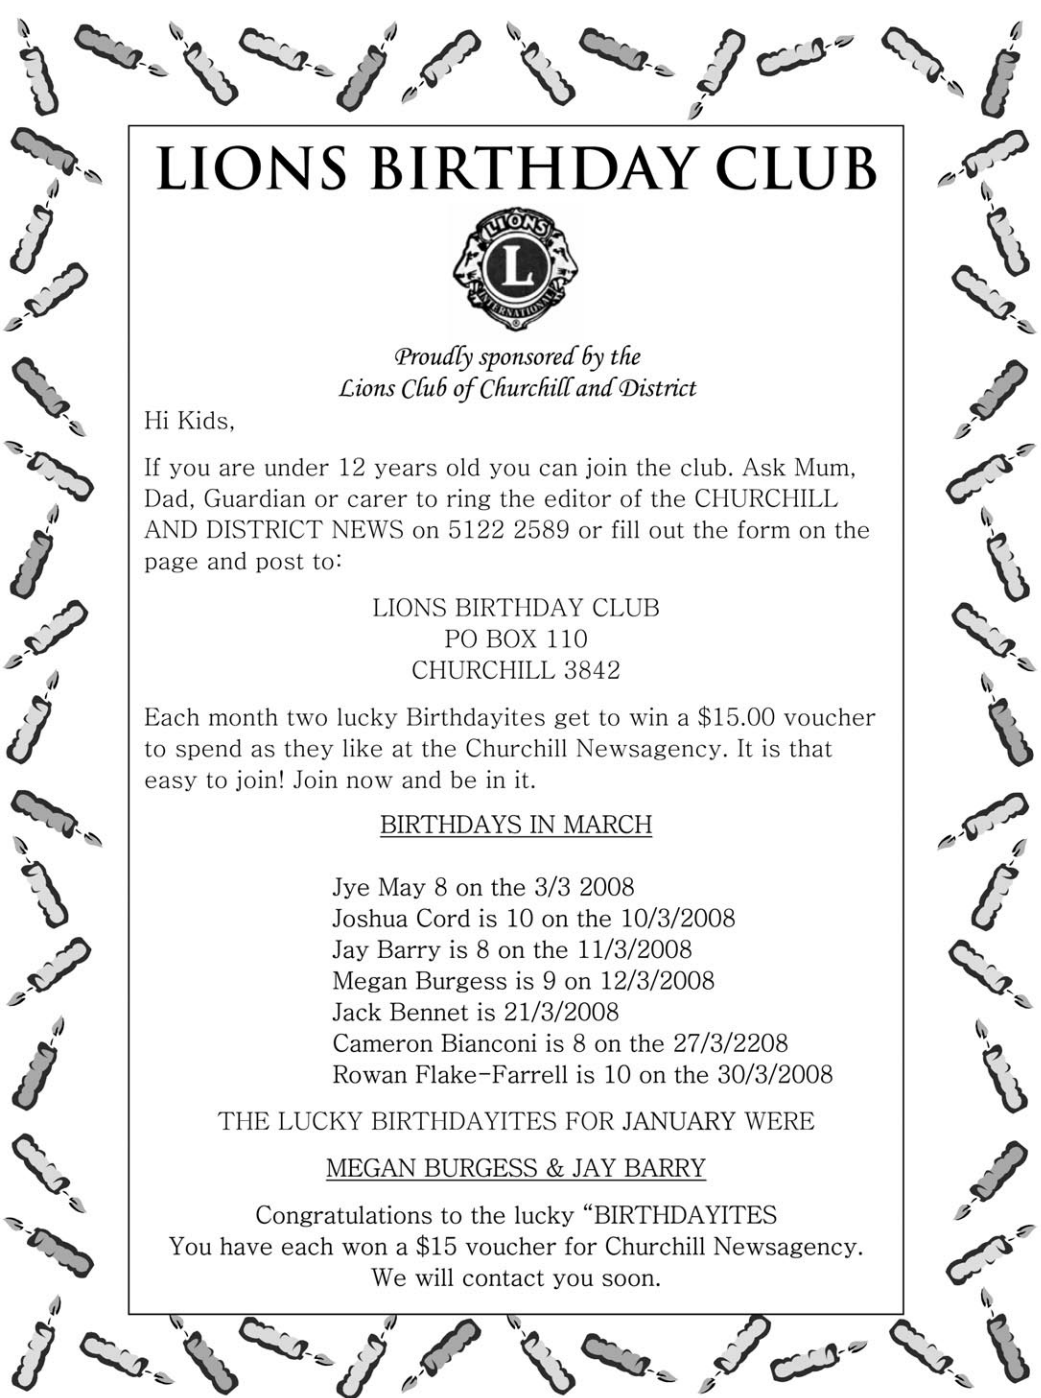 LIONS BIRTHDAY CLUB
LIONS
L
INTERNATIONAL
®
Proudly sponsored by the
Lions Club of Churchill and District
Hi Kids,
If you are under 12 years old you can join the club. Ask Mum,
Dad, Guardian or carer to ring the editor of the CHURCHILL
AND DISTRICT NEWS on 5122 2589 or fill out the form on the
page and post to:
LIONS BIRTHDAY CLUB
PO BOX 110
CHURCHILL 3842
Each month two lucky Birthdayites get to win a $15.00 voucher
to spend as they like at the Churchill Newsagency. It is that
easy to join! Join now and be in it.
BIRTHDAYS IN MARCH
Jye May 8 on the 3/3 2008
Joshua Cord is 10 on the 10/3/2008
Jay Barry is 8 on the 11/3/2008
Megan Burgess is 9 on 12/3/2008
Jack Bennet is 21/3/2008
Cameron Bianconi is 8 on the 27/3/2208
Rowan Flake-Farrell is 10 on the 30/3/2008
THE LUCKY BIRTHDAYITES FOR JANUARY WERE
MEGAN BURGESS & JAY BARRY
Congratulations to the lucky “BIRTHDAYITES
You have each won a $15 voucher for Churchill Newsagency.
We will contact you soon.